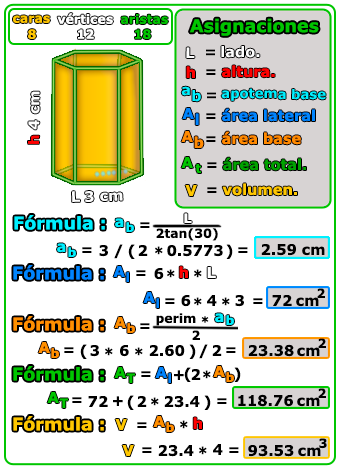 caras vértices aristas
8 12 18
Asignaciones
L = lado.
h = altura.
ab = apotema base
Al = área lateral
Ab = área base
At = área total.
V = volumen.
h 4 cm
L 3 cm
Fórmula : ab = L / 2tan(30)
ab = 3 / ( 2 * 0.5773 ) = 2.59 cm
Fórmula : Al = 6 * h * L
Al = 6 * 4 * 3 = 72 cm²
Fórmula : Ab = perim * ab / 2
Ab = ( 3 * 6 * 2.60 ) / 2 = 23.38 cm²
Fórmula : AT = Al + (2 * Ab)
AT = 72 + ( 2 * 23.4 ) = 118.76 cm²
Fórmula : V = Ab * h
V = 23.4 * 4 = 93.53 cm³